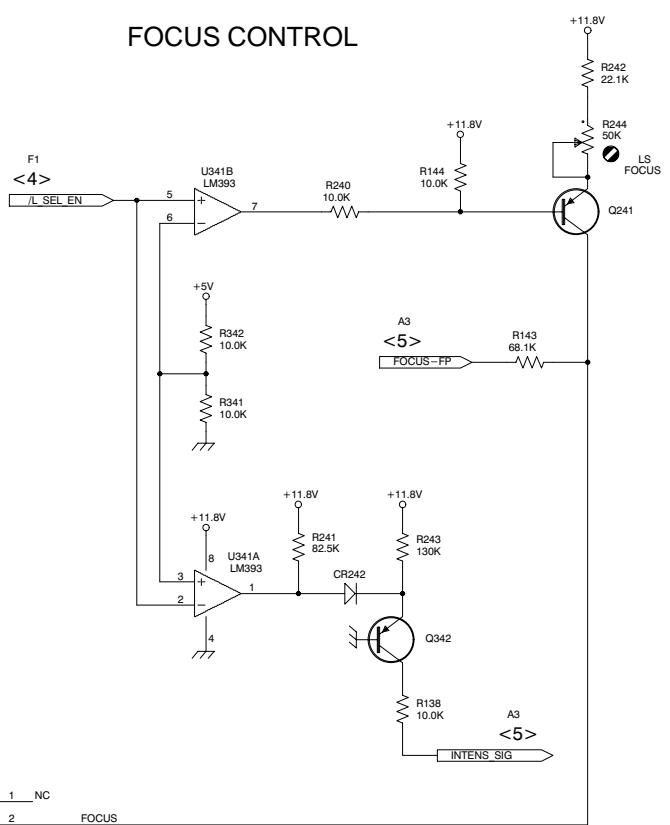 FOCUS CONTROL
+11.8V
R242
22.1K
R244
50K
LS
FOCUS
Q241
+11.8V
R144
10.0K
F1
<4>
/L_SEL_EN
U341B
LM393
5
+
6
−
7
R240
10.0K
+5V
R342
10.0K
R341
10.0K
A3
<5>
FOCUS−FP
R143
68.1K
+11.8V
8
U341A
LM393
3
+
2
−
1
4
+11.8V
R241
82.5K
CR242
+11.8V
R243
130K
Q342
R138
10.0K
A3
<5>
INTENS_SIG
1 NC
2 FOCUS